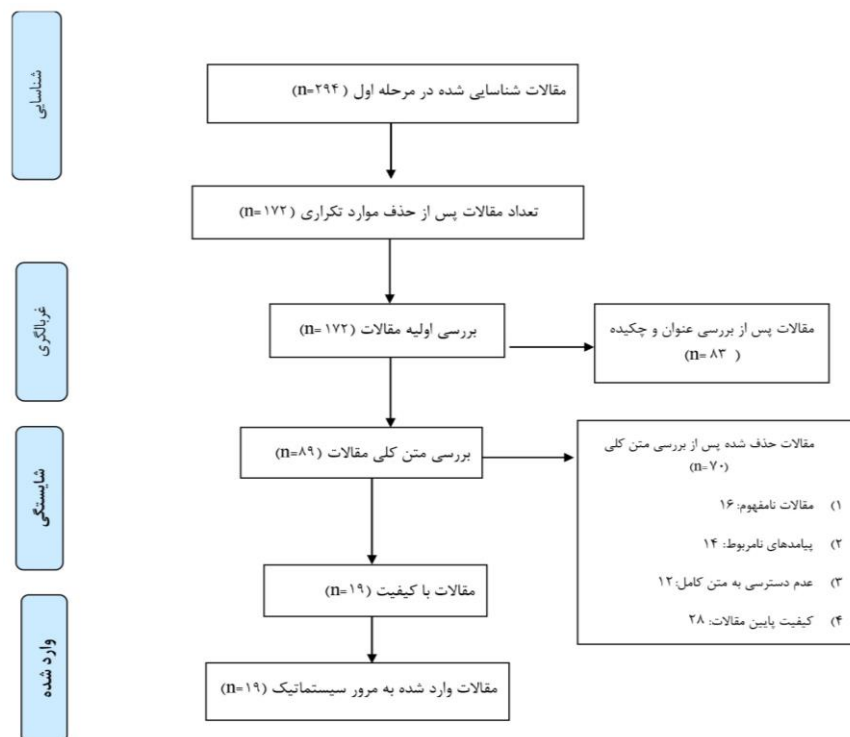 شناسایی
مقالات شناسایی شده در مرحله اول (n=۲۹۴)
تعداد مقالات پس از حذف موارد تکراری (n=۱۷۲)
غربالگری
بررسی اولیه مقالات (n=۱۷۲)
مقالات پس از بررسی عنوان و چکیده
(n= ۸۳ )
شایستگی
بررسی متن کلی مقالات (n=۸۹)
مقالات حذف شده پس از بررسی متن کلی
(n=۷۰)
۱) مقالات نامفهوم: ۱۶
۲) پیامدهای نامربوط: ۱۴
۳) عدم دسترسی به متن کامل: ۱۲
۴) کیفیت پایین مقالات: ۲۸
مقالات با کیفیت (n=۱۹)
وارد شده
مقالات وارد شده به مرور سیستماتیک (n=۱۹)